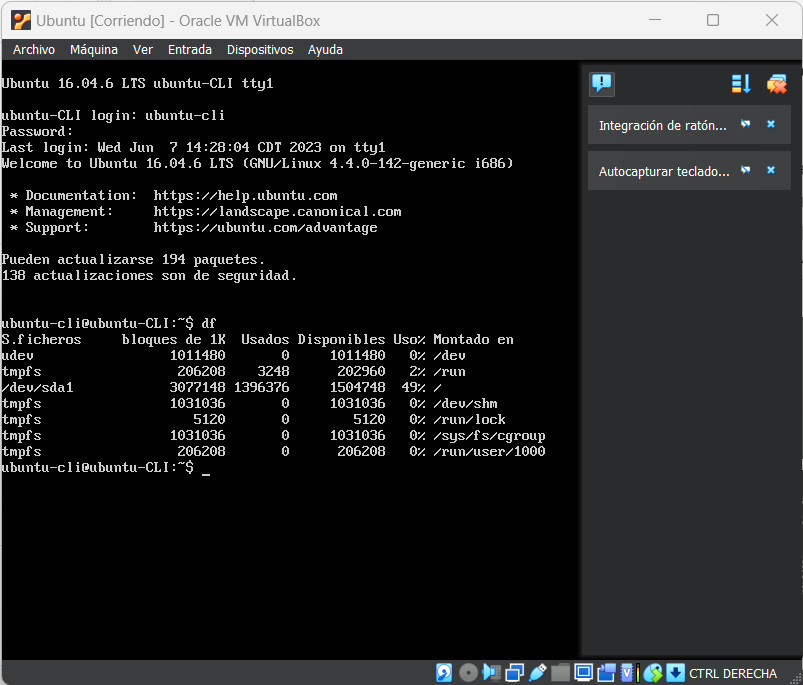 Ubuntu [Corriendo] - Oracle VM VirtualBox
Archivo Máquina Ver Entrada Dispositivos Ayuda
Ubuntu 16.04.6 LTS ubuntu-CLI tty1
ubuntu-CLI login: ubuntu-cli
Password:
Last login: Wed Jun  7 14:28:04 CDT 2023 on tty1
Welcome to Ubuntu 16.04.6 LTS (GNU/Linux 4.4.0-142-generic i686)
* Documentation:  https://help.ubuntu.com
* Management:     https://landscape.canonical.com
* Support:        https://ubuntu.com/advantage
Pueden actualizarse 194 paquetes.
138 actualizaciones son de seguridad.
ubuntu-cli@ubuntu-CLI:~$ df
S.ficheros     bloques de 1K  Usados Disponibles Uso% Montado en
udev                 1011480       0     1011480   0% /dev
tmpfs                 206208    3248      202960   2% /run
/dev/sda1            3077148 1396376     1504748  49% /
tmpfs                1031036       0     1031036   0% /dev/shm
tmpfs                   5120       0        5120   0% /run/lock
tmpfs                1031036       0     1031036   0% /sys/fs/cgroup
tmpfs                 206208       0      206208   0% /run/user/1000
ubuntu-cli@ubuntu-CLI:~$ _
Integración de ratón...
Autocapturar teclado...
CTRL DERECHA